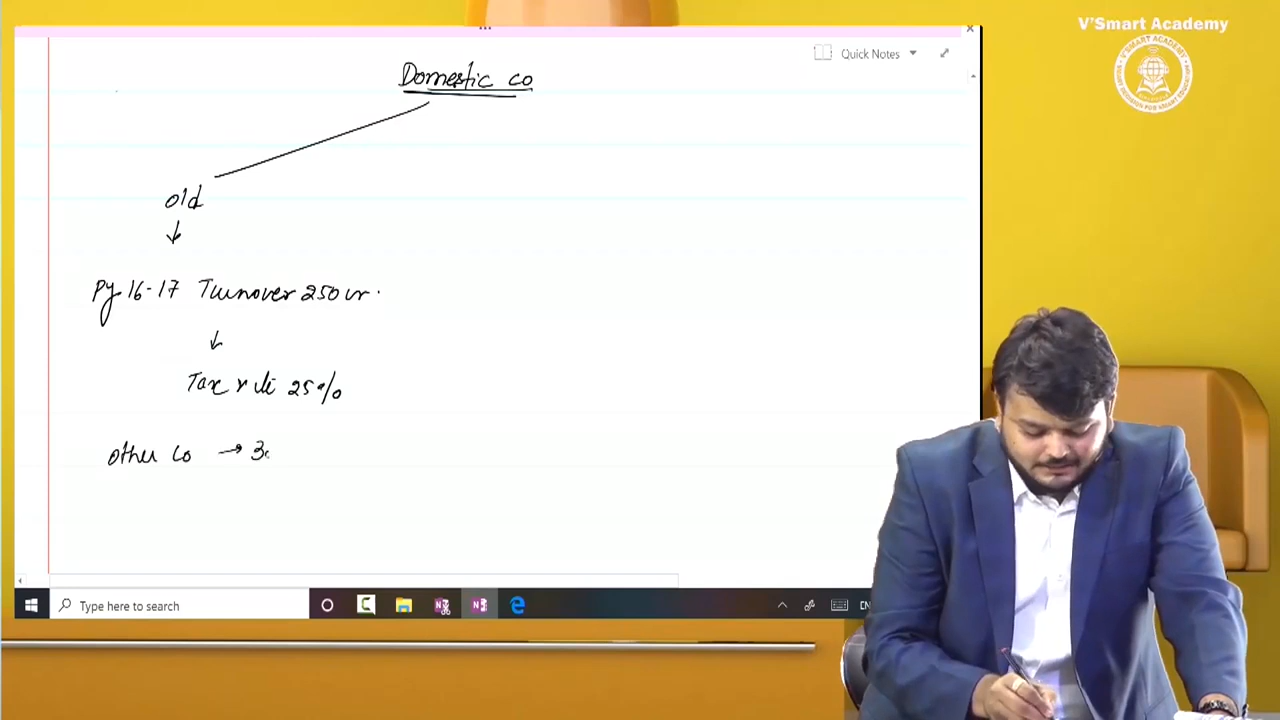 V'Smart Academy
Quick Notes
Domestic co
old
Py 16-17 Turnover 250 cr.
Tax rate 25%
other co → 3
Type here to search